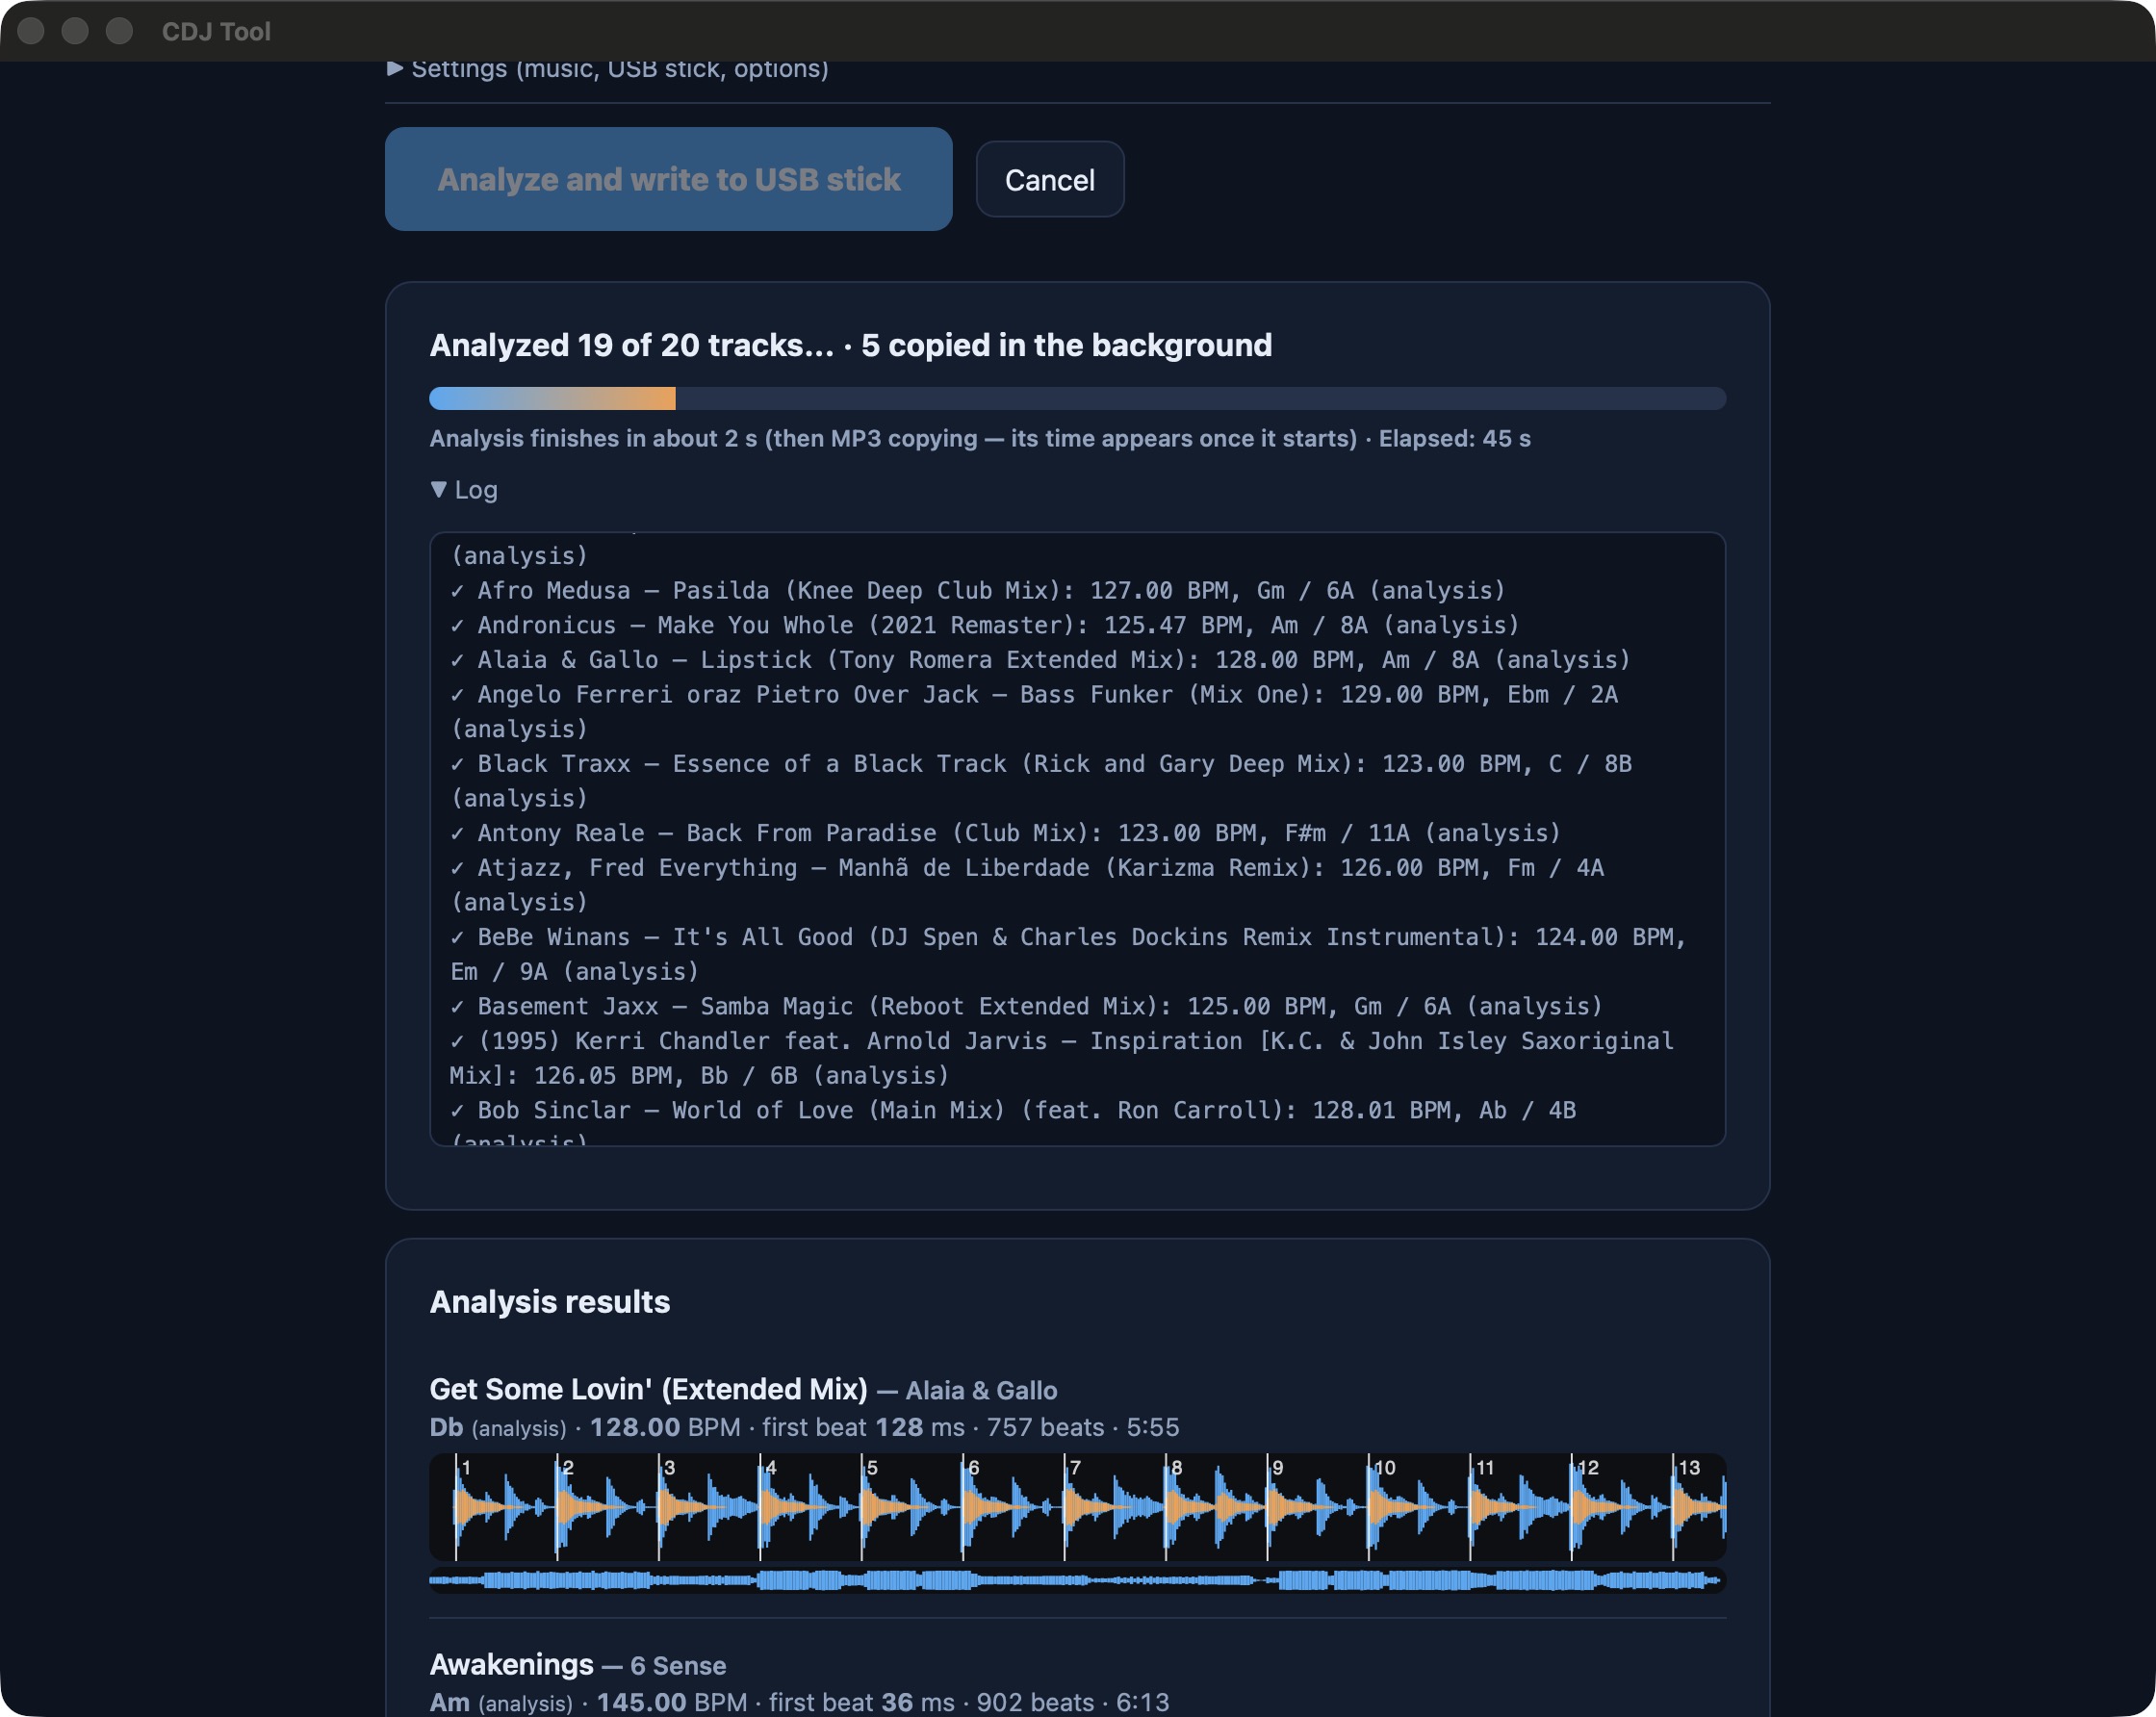 CDJ Tool
▶ Settings (music, USB stick, options)
Analyze and write to USB stick
Cancel
Analyzed 19 of 20 tracks... · 5 copied in the background
Analysis finishes in about 2 s (then MP3 copying — its time appears once it starts) · Elapsed: 45 s
▼ Log
(analysis)
✓ Afro Medusa — Pasilda (Knee Deep Club Mix): 127.00 BPM, Gm / 6A (analysis)
✓ Andronicus — Make You Whole (2021 Remaster): 125.47 BPM, Am / 8A (analysis)
✓ Alaia & Gallo — Lipstick (Tony Romera Extended Mix): 128.00 BPM, Am / 8A (analysis)
✓ Angelo Ferreri oraz Pietro Over Jack — Bass Funker (Mix One): 129.00 BPM, Ebm / 2A
(analysis)
✓ Black Traxx — Essence of a Black Track (Rick and Gary Deep Mix): 123.00 BPM, C / 8B
(analysis)
✓ Antony Reale — Back From Paradise (Club Mix): 123.00 BPM, F#m / 11A (analysis)
✓ Atjazz, Fred Everything — Manhã de Liberdade (Karizma Remix): 126.00 BPM, Fm / 4A
(analysis)
✓ BeBe Winans — It's All Good (DJ Spen & Charles Dockins Remix Instrumental): 124.00 BPM,
Em / 9A (analysis)
✓ Basement Jaxx — Samba Magic (Reboot Extended Mix): 125.00 BPM, Gm / 6A (analysis)
✓ (1995) Kerri Chandler feat. Arnold Jarvis — Inspiration [K.C. & John Isley Saxoriginal
Mix]: 126.05 BPM, Bb / 6B (analysis)
✓ Bob Sinclar — World of Love (Main Mix) (feat. Ron Carroll): 128.01 BPM, Ab / 4B
(analysis)
Analysis results
Get Some Lovin' (Extended Mix) — Alaia & Gallo
Db (analysis) · 128.00 BPM · first beat 128 ms · 757 beats · 5:55
1 2 3 4 5 6 7 8 9 10 11 12 13
Awakenings — 6 Sense
Am (analysis) · 145.00 BPM · first beat 36 ms · 902 beats · 6:13